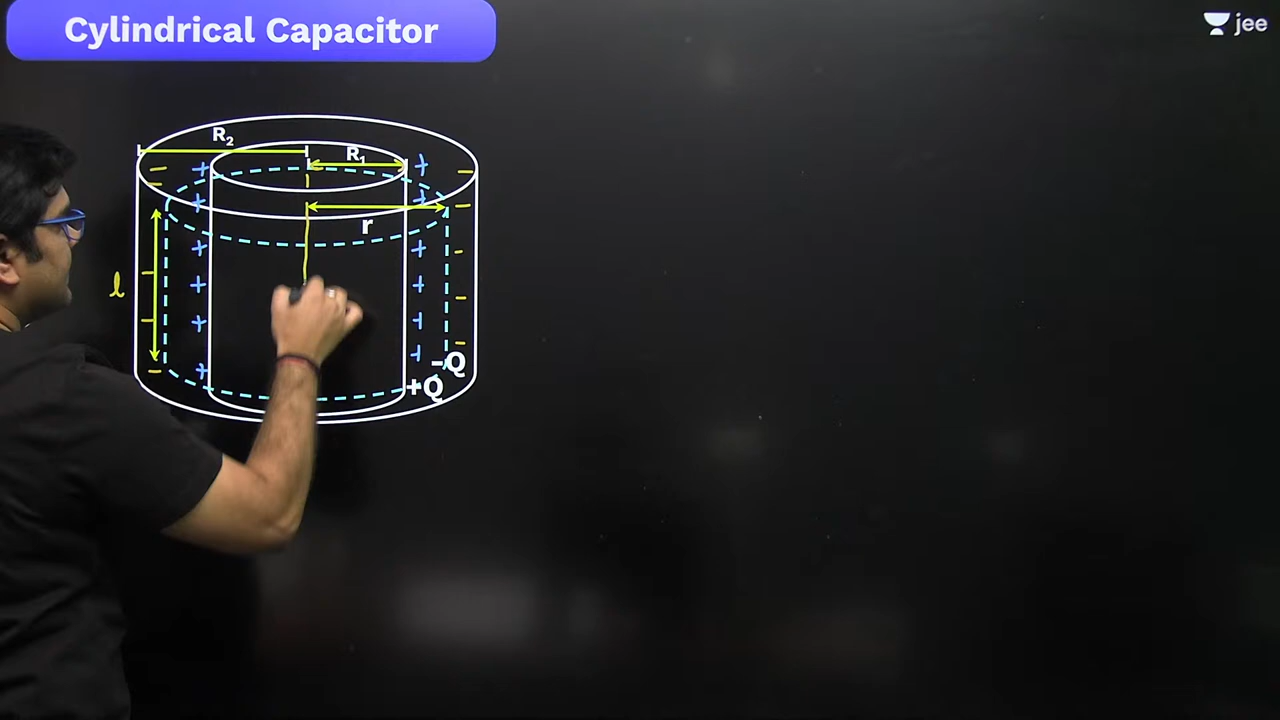 Cylindrical Capacitor
jee
R₂
R₁
r
l
-Q
+Q